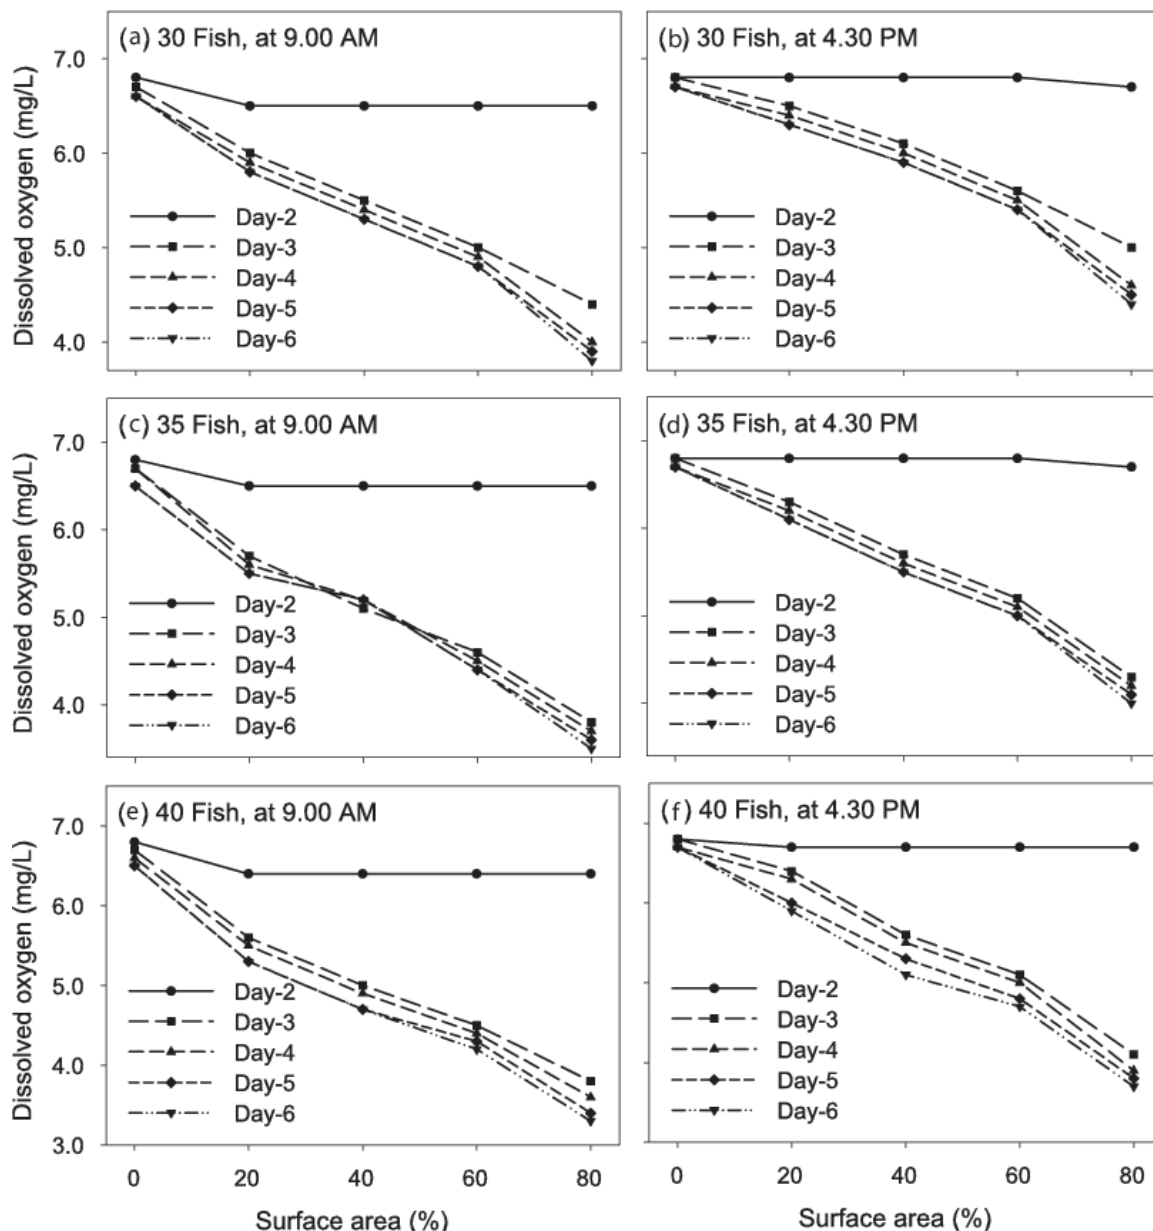 (a) 30 Fish, at 9.00 AM
(b) 30 Fish, at 4.30 PM
Dissolved oxygen (mg/L)
7.0
6.0
5.0
4.0
Day-2
Day-3
Day-4
Day-5
Day-6
Day-2
Day-3
Day-4
Day-5
Day-6
(c) 35 Fish, at 9.00 AM
(d) 35 Fish, at 4.30 PM
Dissolved oxygen (mg/L)
7.0
6.0
5.0
4.0
Day-2
Day-3
Day-4
Day-5
Day-6
Day-2
Day-3
Day-4
Day-5
Day-6
(e) 40 Fish, at 9.00 AM
(f) 40 Fish, at 4.30 PM
Dissolved oxygen (mg/L)
7.0
6.0
5.0
4.0
3.0
Day-2
Day-3
Day-4
Day-5
Day-6
Day-2
Day-3
Day-4
Day-5
Day-6
0 20 40 60 80
0 20 40 60 80
Surface area (%)
Surface area (%)